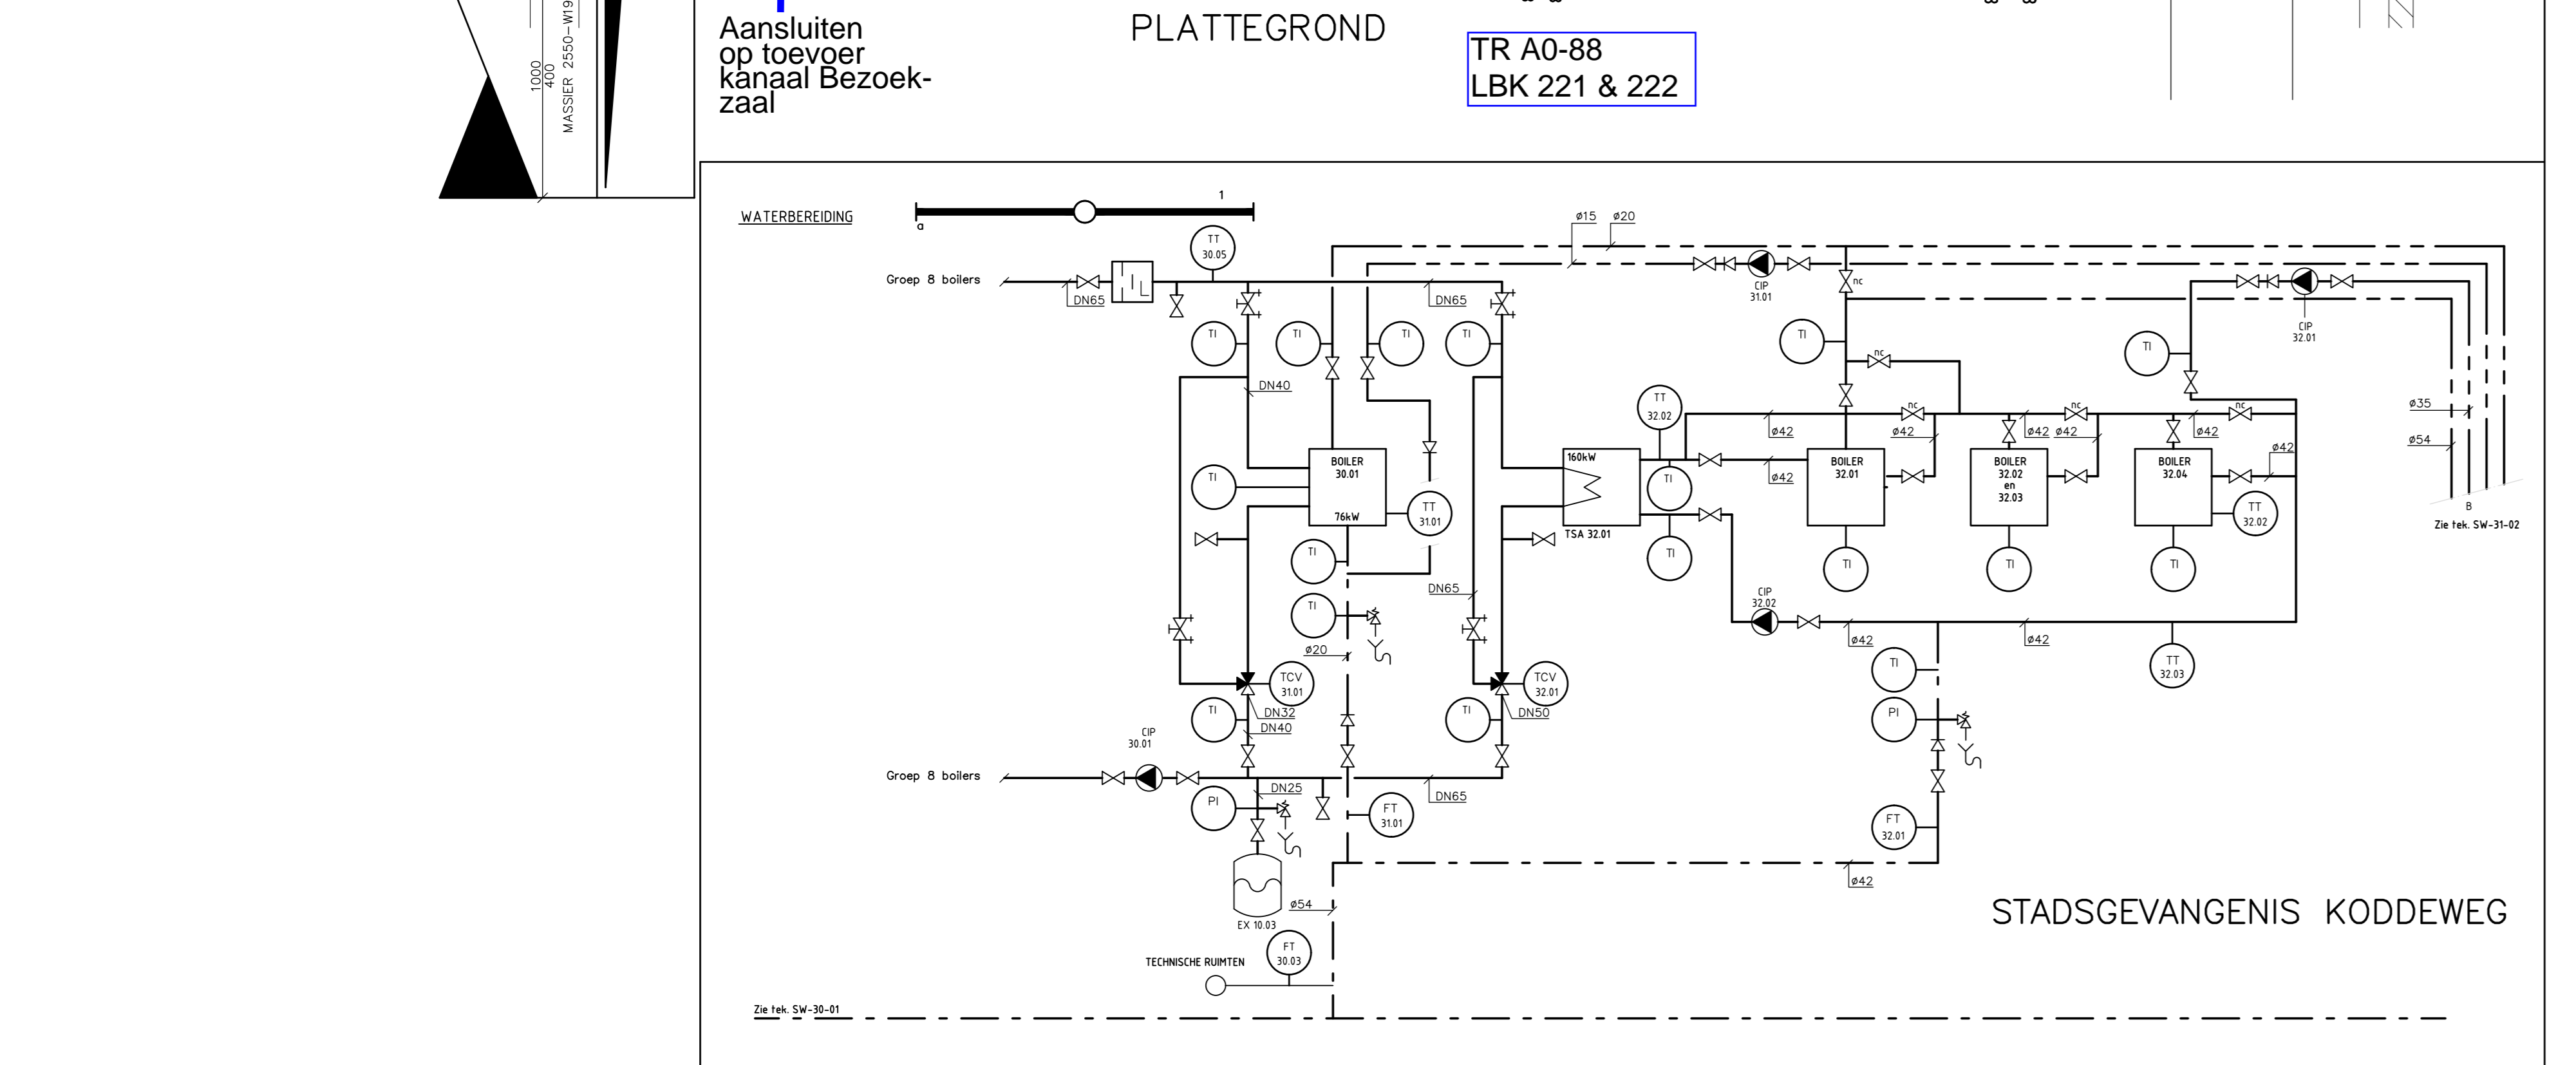 1000
400
MASSIER 2550-W19
Aansluiten
op toevoer
kanaal Bezoek-
zaal
PLATTEGROND
TR A0-88
LBK 221 & 222
WATERBEREIDING
1
a
TT
30.05
ø15
ø20
Groep 8 boilers
DN65
DN65
CIP
31.01
nc
CIP
32.01
TI
TI
TI
TI
TI
TI
DN40
nc
TT
32.02
nc
nc
nc
ø42
ø42
ø42
ø42
ø42
ø42
ø42
ø35
ø54
BOILER
30.01
76kW
TI
TT
31.01
160kW
TSA 32.01
TI
TI
BOILER
32.01
BOILER
32.02
en
32.03
BOILER
32.04
TT
32.02
B
Zie tek. SW-31-02
TI
TI
TI
TI
TI
DN65
CIP
32.02
ø42
ø42
ø20
TI
TT
32.03
TCV
31.01
TCV
32.01
DN32
DN40
DN50
TI
TI
PI
CIP
30.01
Groep 8 boilers
DN25
DN65
PI
FT
31.01
FT
32.01
ø42
ø54
EX 10.03
STADSGEVANGENIS KODDEWEG
FT
30.03
TECHNISCHE RUIMTEN
Zie tek. SW-30-01